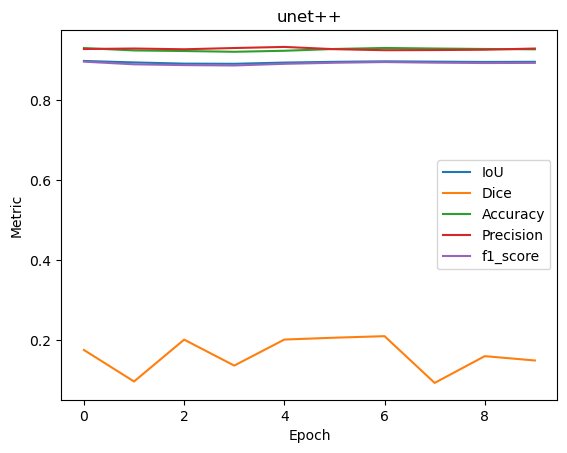 unet++
Metric
0.8
0.6
0.4
0.2
IoU
Dice
Accuracy
Precision
f1_score
0 2 4 6 8
Epoch